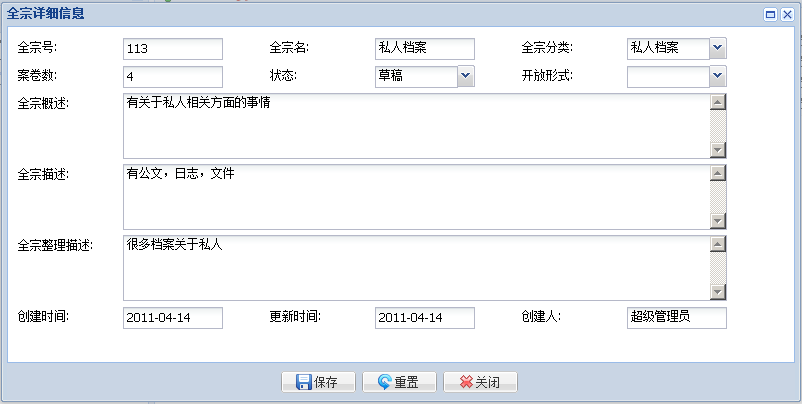 全宗详细信息
全宗号: 113 全宗名: 私人档案 全宗分类: 私人档案
案卷数: 4 状态: 草稿 开放形式:
全宗概述: 有关于私人相关方面的事情
全宗描述: 有公文，日志，文件
全宗整理描述: 很多档案关于私人
创建时间: 2011-04-14 更新时间: 2011-04-14 创建人: 超级管理员
保存 重置 关闭